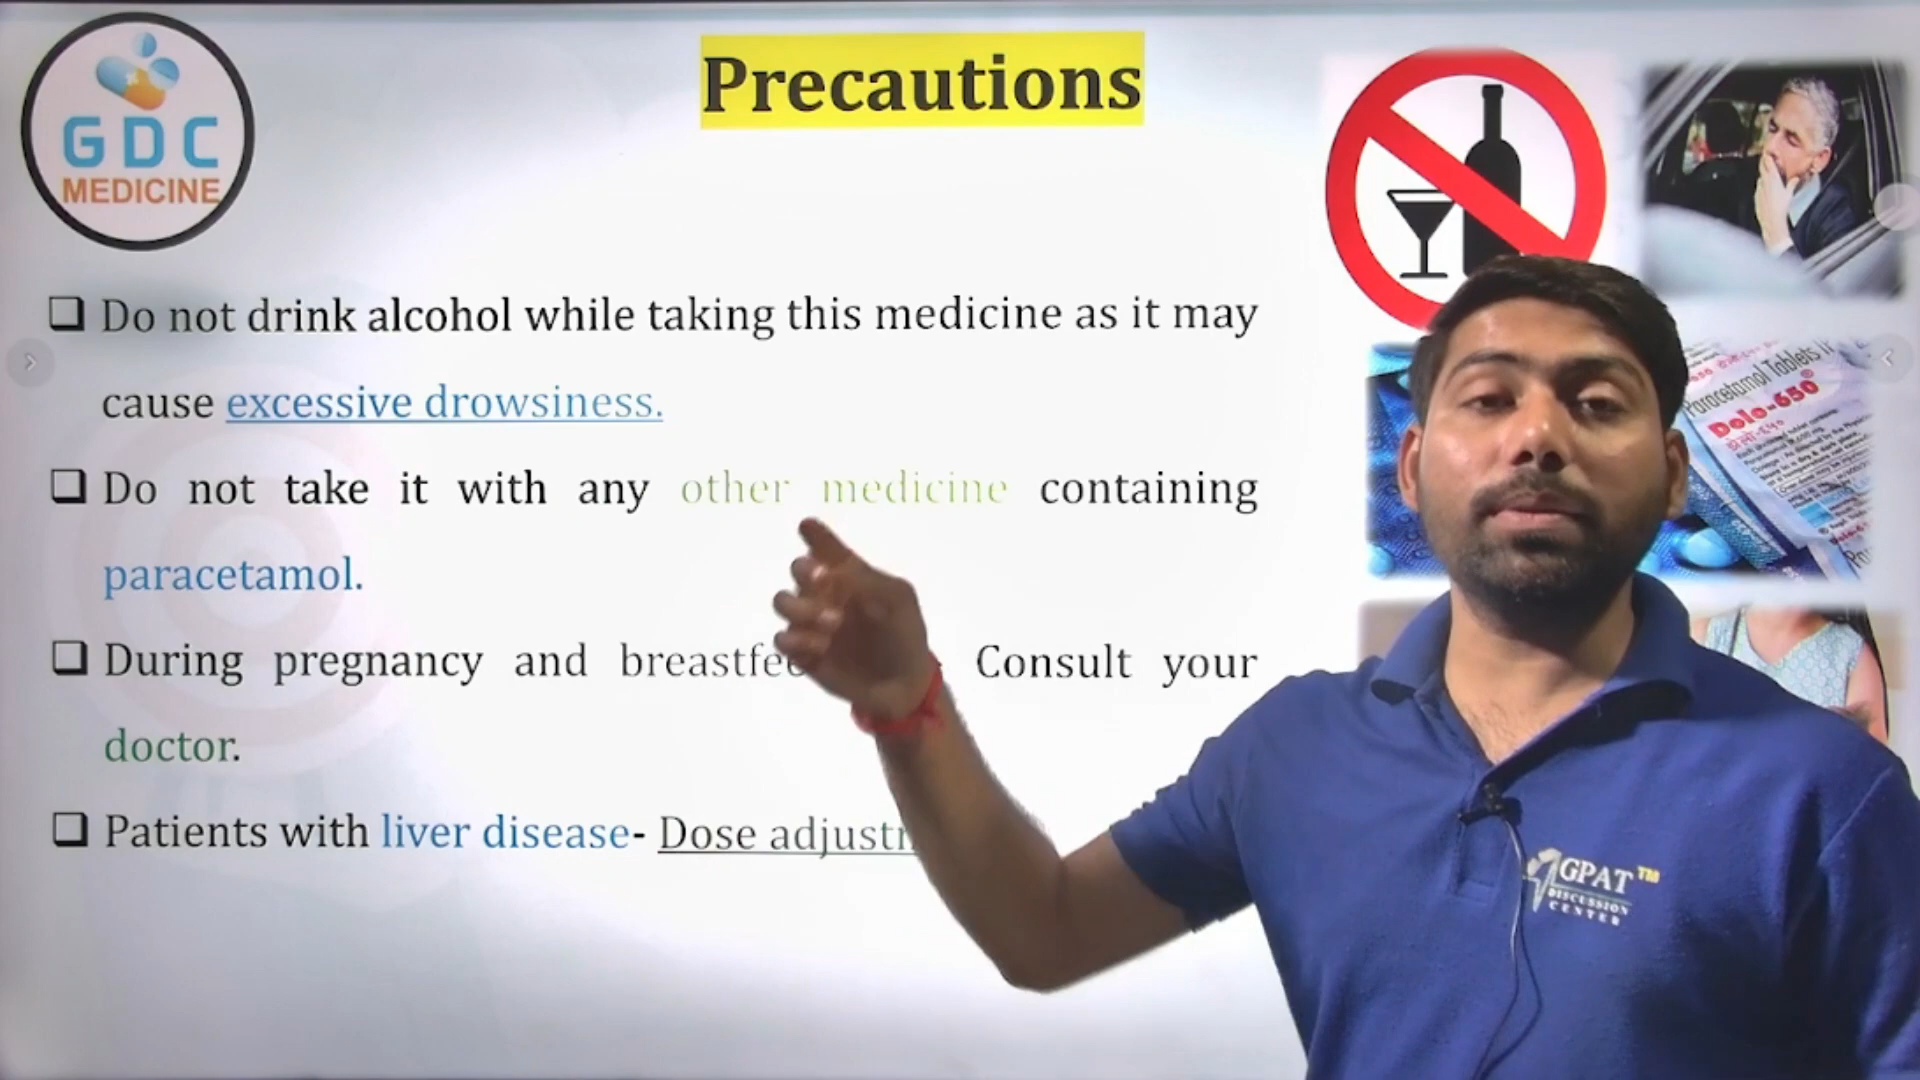 GDC
MEDICINE
Precautions
❑ Do not drink alcohol while taking this medicine as it may
cause excessive drowsiness.
❑ Do not take it with any other medicine containing
paracetamol.
❑ During pregnancy and Consult your
doctor.
❑ Patients with liver disease- Dose
Paracetamol Tablets
Dolo-650
GPAT TM
DISCUSSION
CENTER